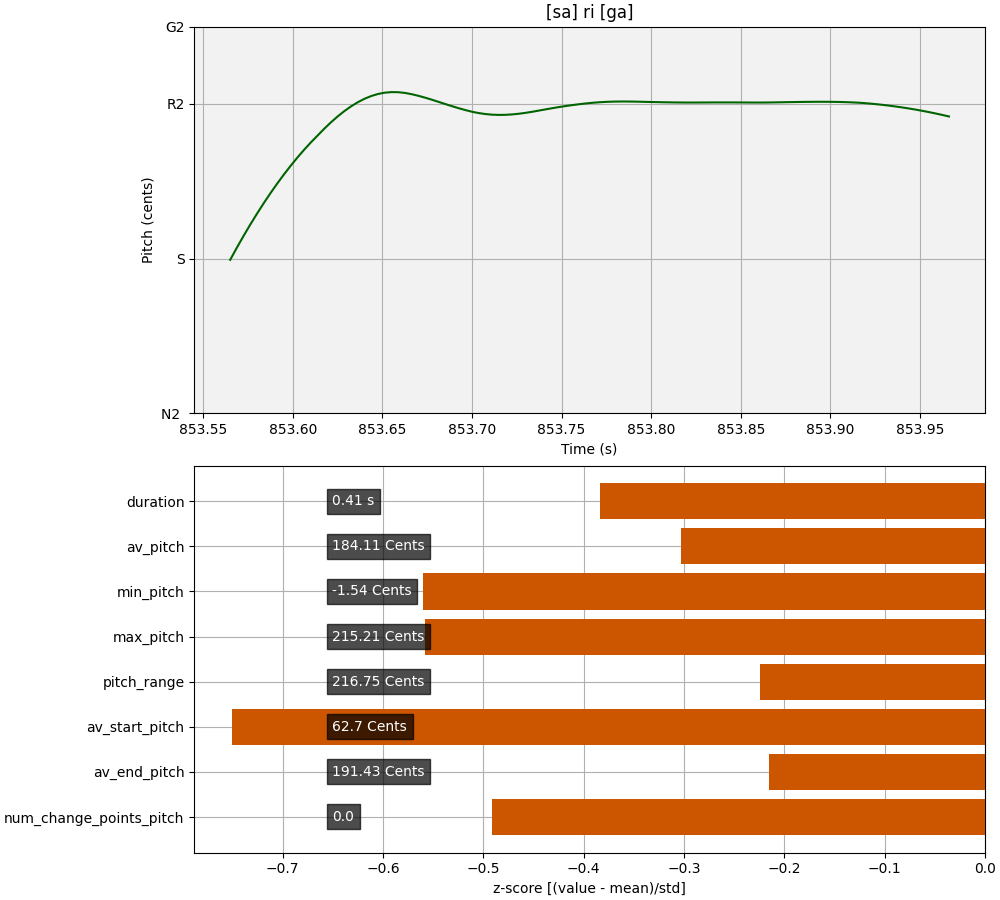 [sa] ri [ga]
G2
R2
S
N2
Pitch (cents)
853.55 853.60 853.65 853.70 853.75 853.80 853.85 853.90 853.95
Time (s)
duration 0.41 s
av_pitch 184.11 Cents
min_pitch -1.54 Cents
max_pitch 215.21 Cents
pitch_range 216.75 Cents
av_start_pitch 62.7 Cents
av_end_pitch 191.43 Cents
num_change_points_pitch 0.0
−0.7 −0.6 −0.5 −0.4 −0.3 −0.2 −0.1 0.0
z-score [(value - mean)/std]